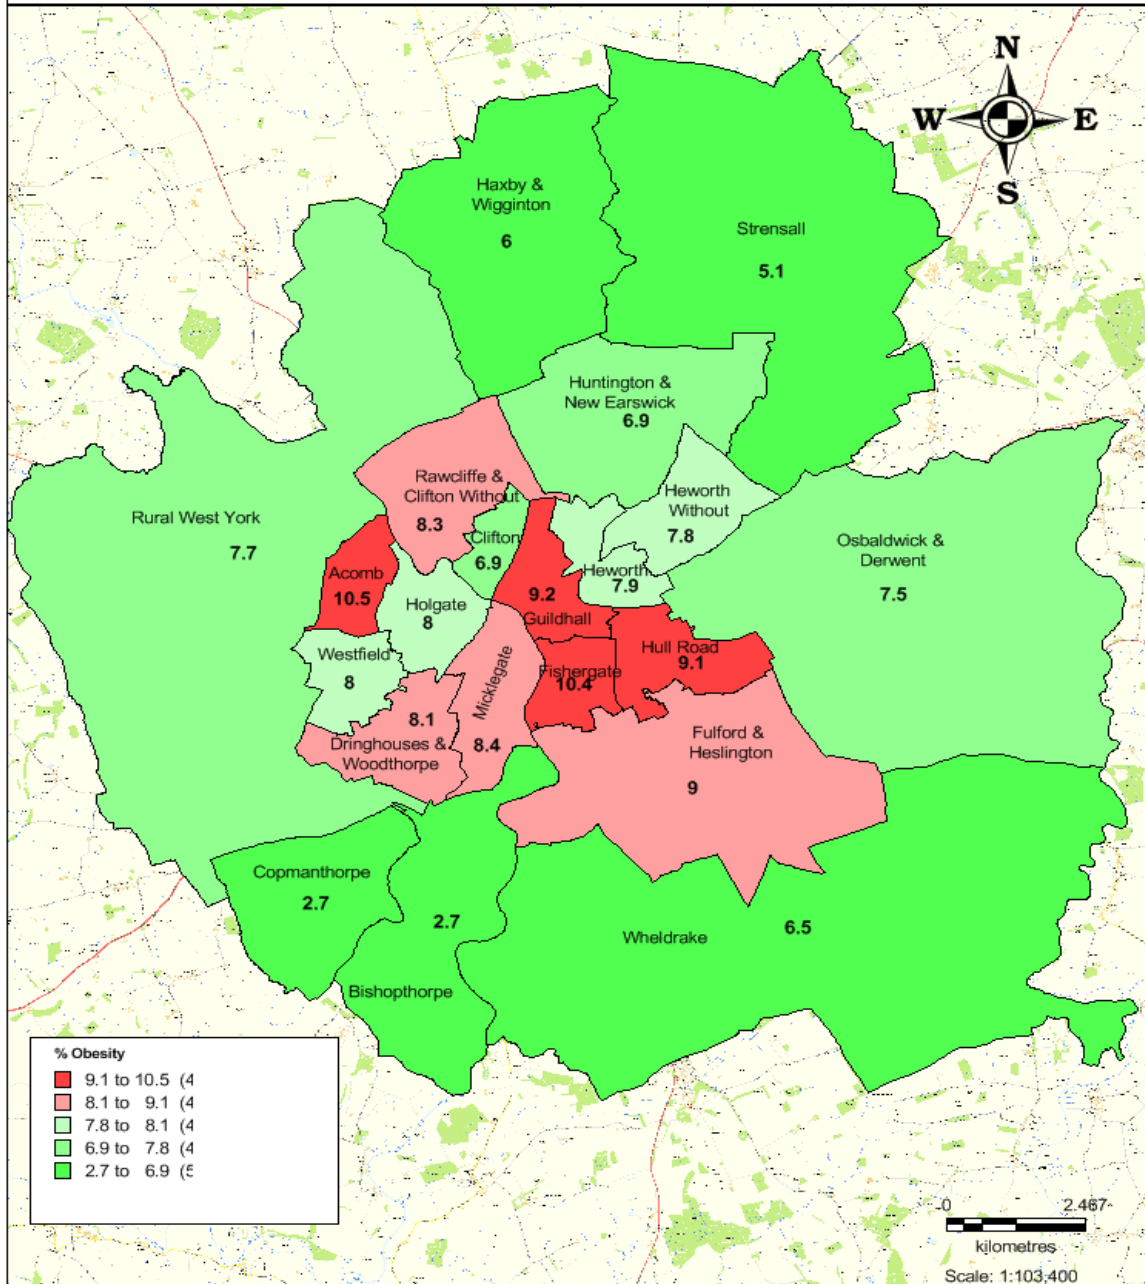 N
W
E
S
Haxby &
Wigginton
6
Strensall
5.1
Huntington &
New Earswick
6.9
Rawcliffe &
Clifton Without
8.3
Heworth
Without
7.8
Rural West York
7.7
Clifton
6.9
Osbaldwick &
Derwent
7.5
Acomb
10.5
Heworth
7.9
Holgate
8
9.2
Guildhall
Westfield
8
Micklegate
8.4
Fishergate
10.4
Hull Road
9.1
8.1
Dringhouses &
Woodthorpe
Fulford &
Heslington
9
Copmanthorpe
2.7
2.7
Bishopthorpe
Wheldrake
6.5
% Obesity
9.1 to 10.5 (4
8.1 to 9.1 (4
7.8 to 8.1 (4
6.9 to 7.8 (4
2.7 to 6.9 (5
0 2.467
kilometres
Scale: 1:103,400